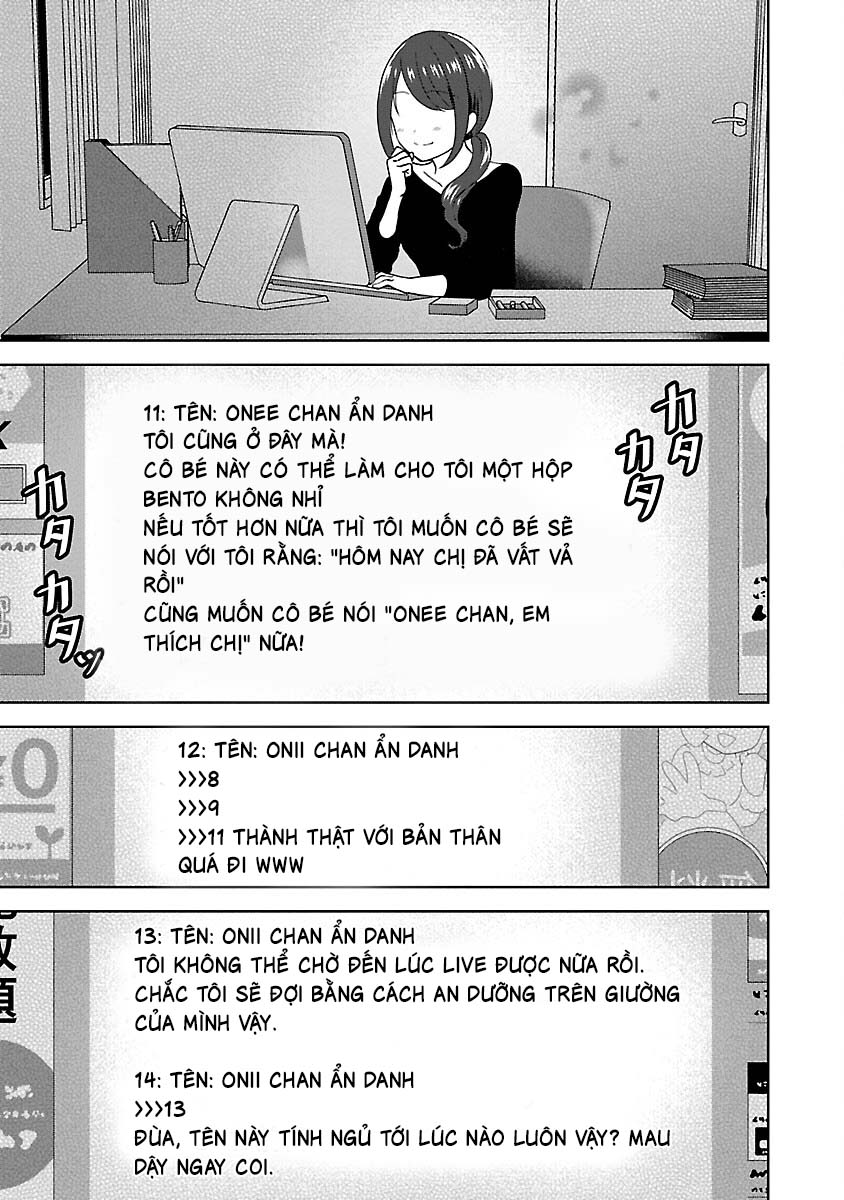 11: TÊN: ONEE CHAN ẨN DANH
TÔI CŨNG Ở ĐÂY MÀ!
CÔ BÉ NÀY CÓ THỂ LÀM CHO TÔI MỘT HỘP
BENTO KHÔNG NHỈ
NẾU TỐT HƠN NỮA THÌ TÔI MUỐN CÔ BÉ SẼ
NÓI VỚI TÔI RẰNG: "HÔM NAY CHỊ ĐÃ VẤT VẢ
RỒI"
CŨNG MUỐN CÔ BÉ NÓI "ONEE CHAN, EM
THÍCH CHỊ" NỮA!
カタ
カタ
カタ
カタッ
12: TÊN: ONII CHAN ẨN DANH
>>>8
>>>9
>>>11 THÀNH THẬT VỚI BẢN THÂN
QUÁ ĐI WWW
¥0
放題
13: TÊN: ONII CHAN ẨN DANH
TÔI KHÔNG THỂ CHỜ ĐẾN LÚC LIVE ĐƯỢC NỮA RỒI.
CHẮC TÔI SẼ ĐỢI BẰNG CÁCH AN DƯỠNG TRÊN GIƯỜNG
CỦA MÌNH VẬY.
14: TÊN: ONII CHAN ẨN DANH
>>>13
ĐÙA, TÊN NÀY TÍNH NGỦ TỚI LÚC NÀO LUÔN VẬY? MAU
DẬY NGAY COI.